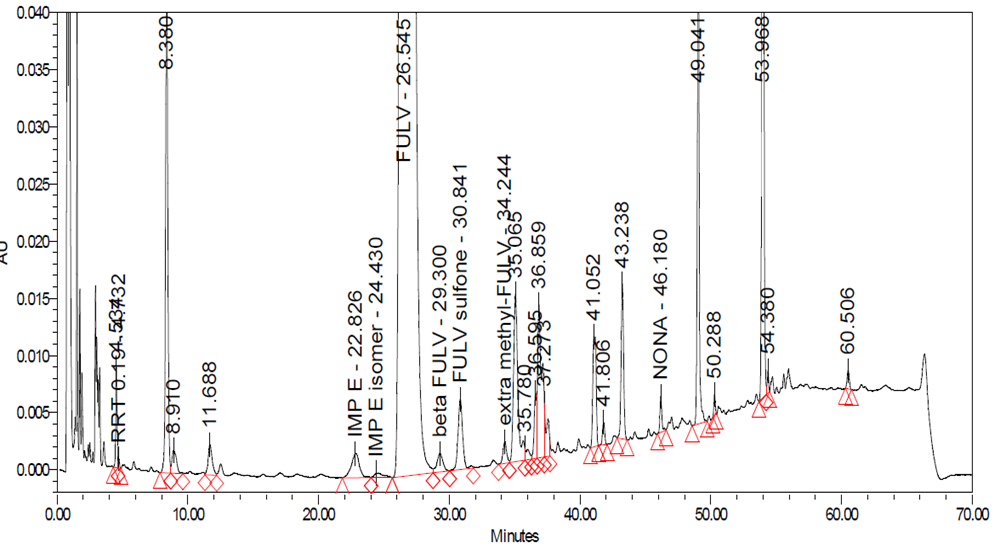 0.040
0.035
0.030
0.025
0.020
0.015
0.010
0.005
0.000
AU
RRT 0.19
4.534
4.732
8.380
8.910
11.688
IMP E - 22.826
IMP E isomer - 24.430
FULV - 26.545
beta FULV - 29.300
FULV sulfone - 30.841
extra methyl-FULV - 34.244
35.065
35.780
36.595
36.859
37.273
41.052
41.806
43.238
NONA - 46.180
49.041
50.288
53.968
54.380
60.506
0.00 10.00 20.00 30.00 40.00 50.00 60.00 70.00
Minutes